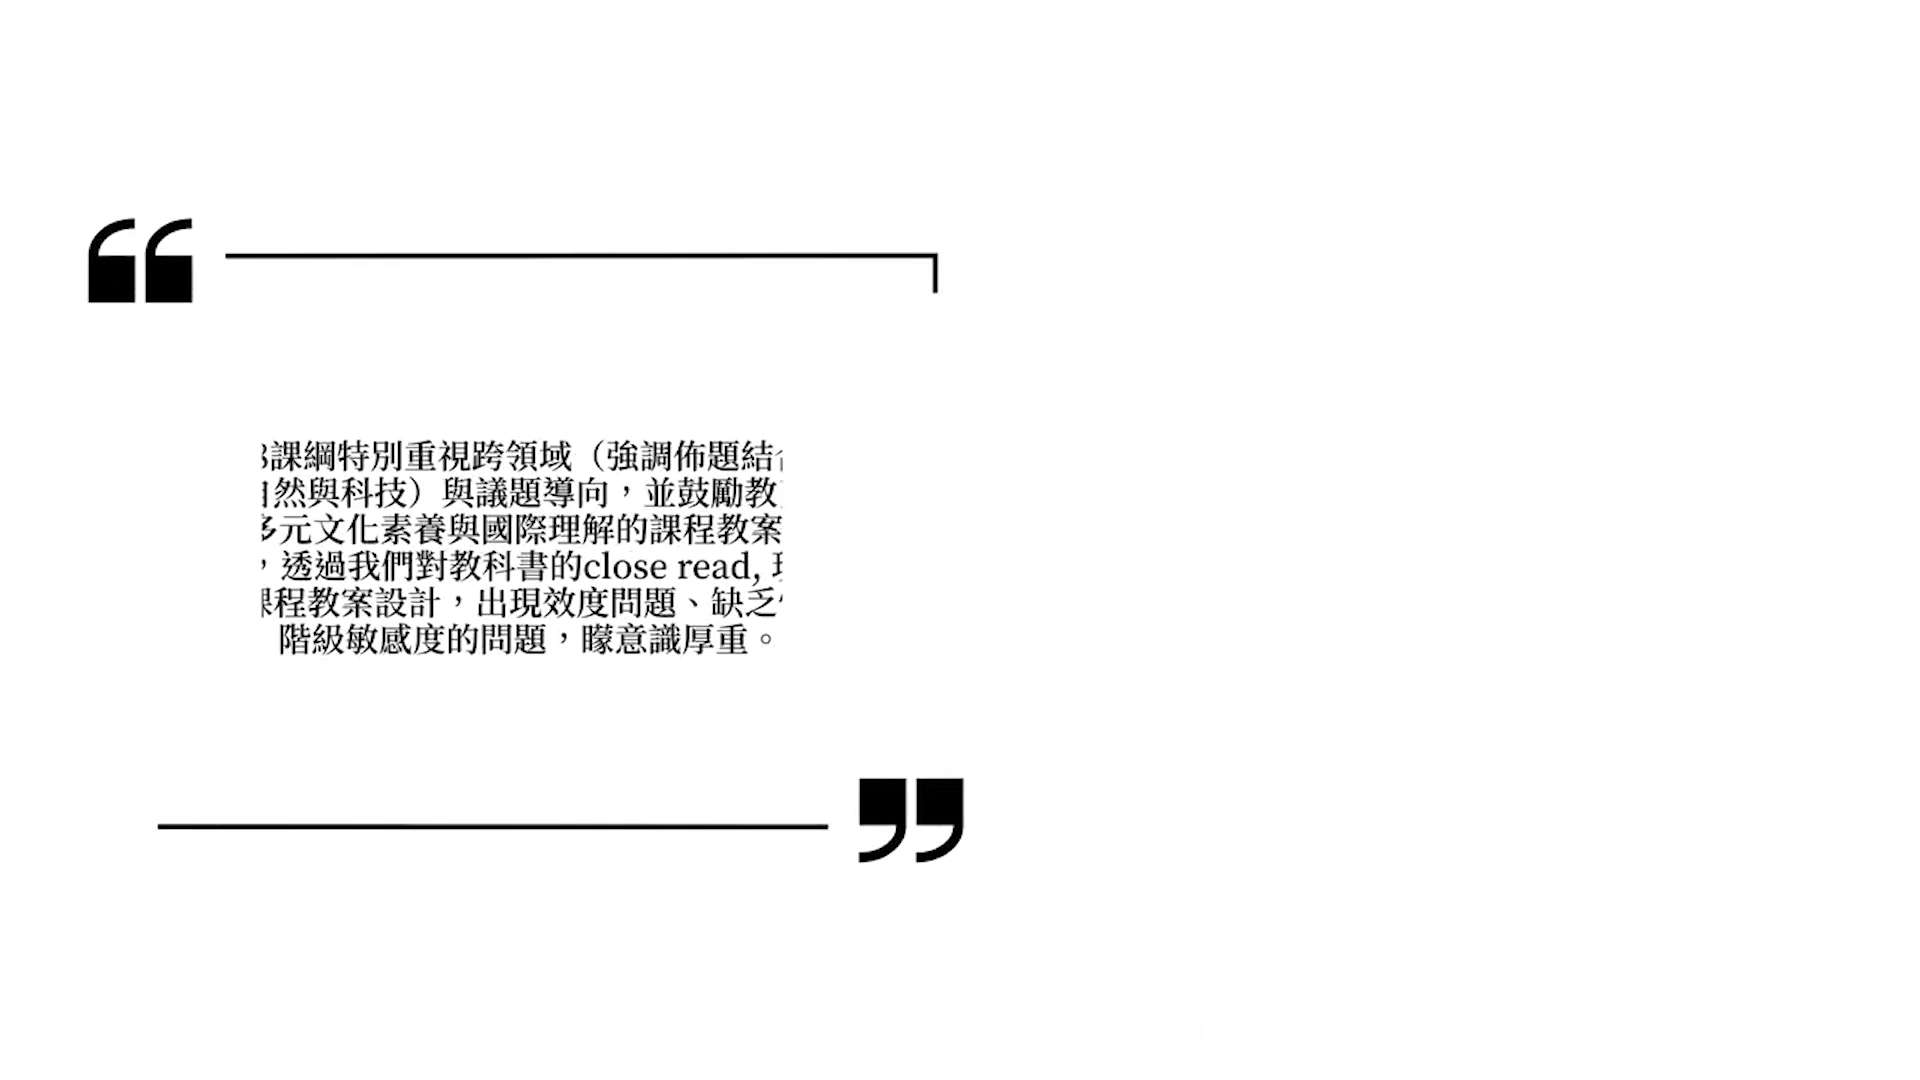 課綱特別重視跨領域（強調佈題結
然與科技）與議題導向，並鼓勵教
多元文化素養與國際理解的課程教案
，透過我們對教科書的close read,
課程教案設計，出現效度問題、缺乏
階級敏感度的問題，矇意識厚重。